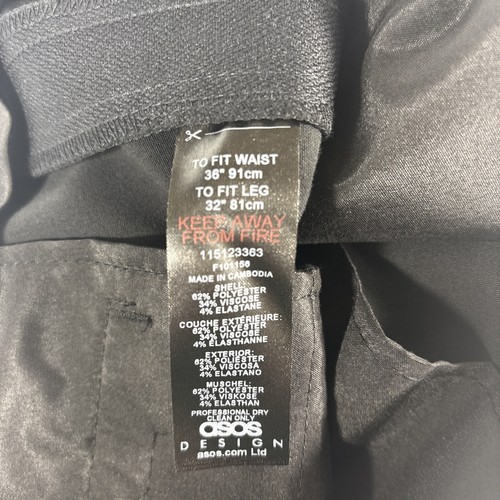 TO FIT WAIST
36" 91cm
TO FIT LEG
32" 81cm
KEEP AWAY
FROM FIRE
115123363
F101156
MADE IN CAMBODIA
SHELL:
62% POLYESTER
34% VISCOSE
4% ELASTANE
COUCHE EXTÉRIEURE:
62% POLYESTER
34% VISCOSE
4% ELASTHANNE
EXTERIOR:
62% POLIÉSTER
34% VISCOSA
4% ELASTANO
MUSCHEL:
62% POLYESTER
34% VISKOSE
4% ELASTHAN
PROFESSIONAL DRY
CLEAN ONLY
asos
DESIGN
asos.com Ltd